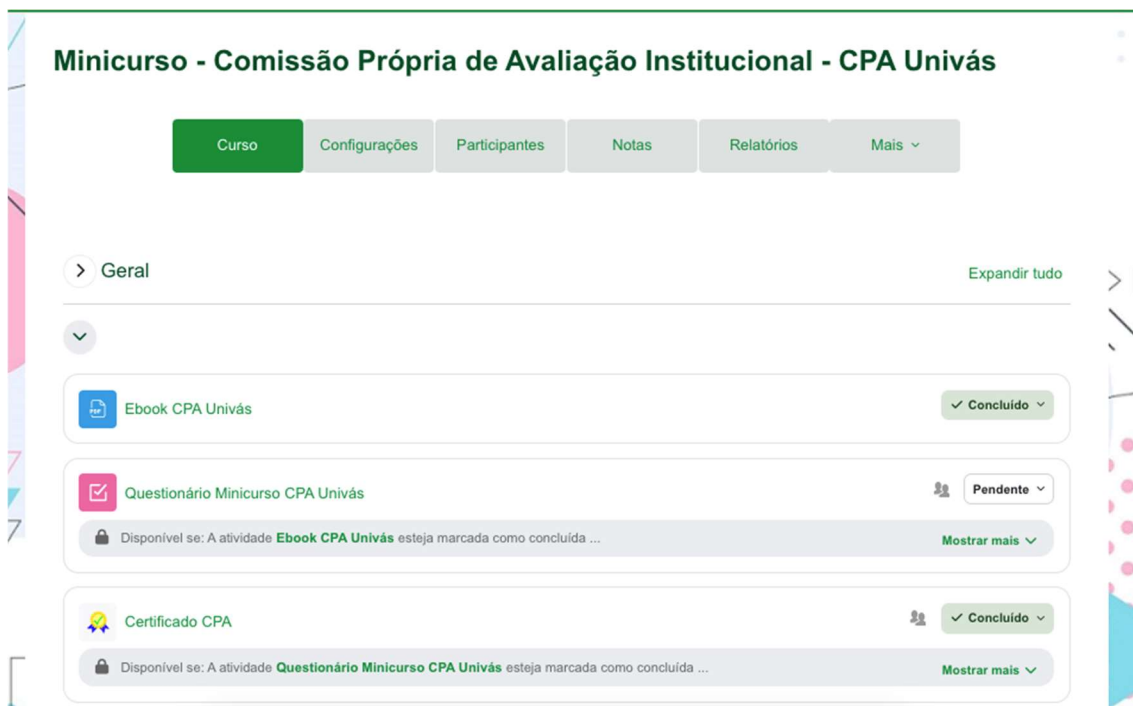 Minicurso - Comissão Própria de Avaliação Institucional - CPA Univás
Curso Configurações Participantes Notas Relatórios Mais
Geral Expandir tudo
PDF Ebook CPA Univás Concluído
Questionário Minicurso CPA Univás Pendente
Disponível se: A atividade Ebook CPA Univás esteja marcada como concluída ... Mostrar mais
Certificado CPA Concluído
Disponível se: A atividade Questionário Minicurso CPA Univás esteja marcada como concluída ... Mostrar mais